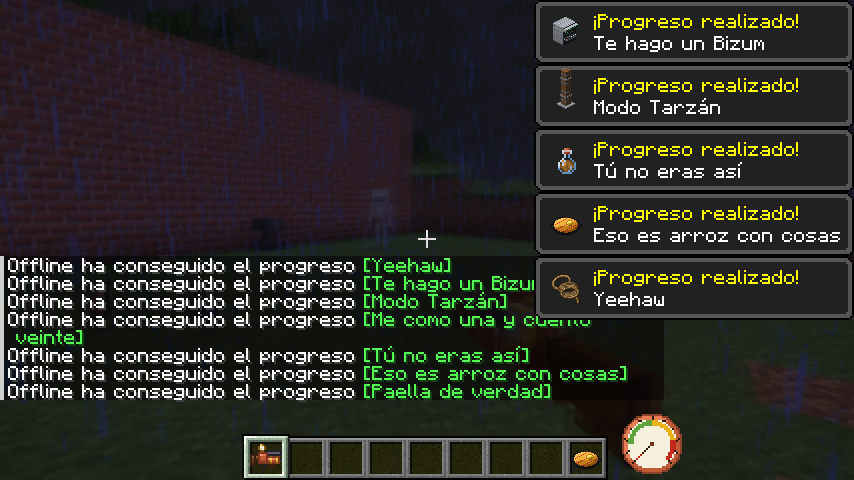 ¡Progreso realizado!
Te hago un Bizum
¡Progreso realizado!
Modo Tarzán
¡Progreso realizado!
Tú no eras así
¡Progreso realizado!
Eso es arroz con cosas
¡Progreso realizado!
Yeehaw
Offline ha conseguido el progreso [Yeehaw]
Offline ha conseguido el progreso [Te hago un Bizu
Offline ha conseguido el progreso [Modo Tarzán]
Offline ha conseguido el progreso [Me como una y cuento
veinte]
Offline ha conseguido el progreso [Tú no eras así]
Offline ha conseguido el progreso [Eso es arroz con cosas]
Offline ha conseguido el progreso [Paella de verdad]